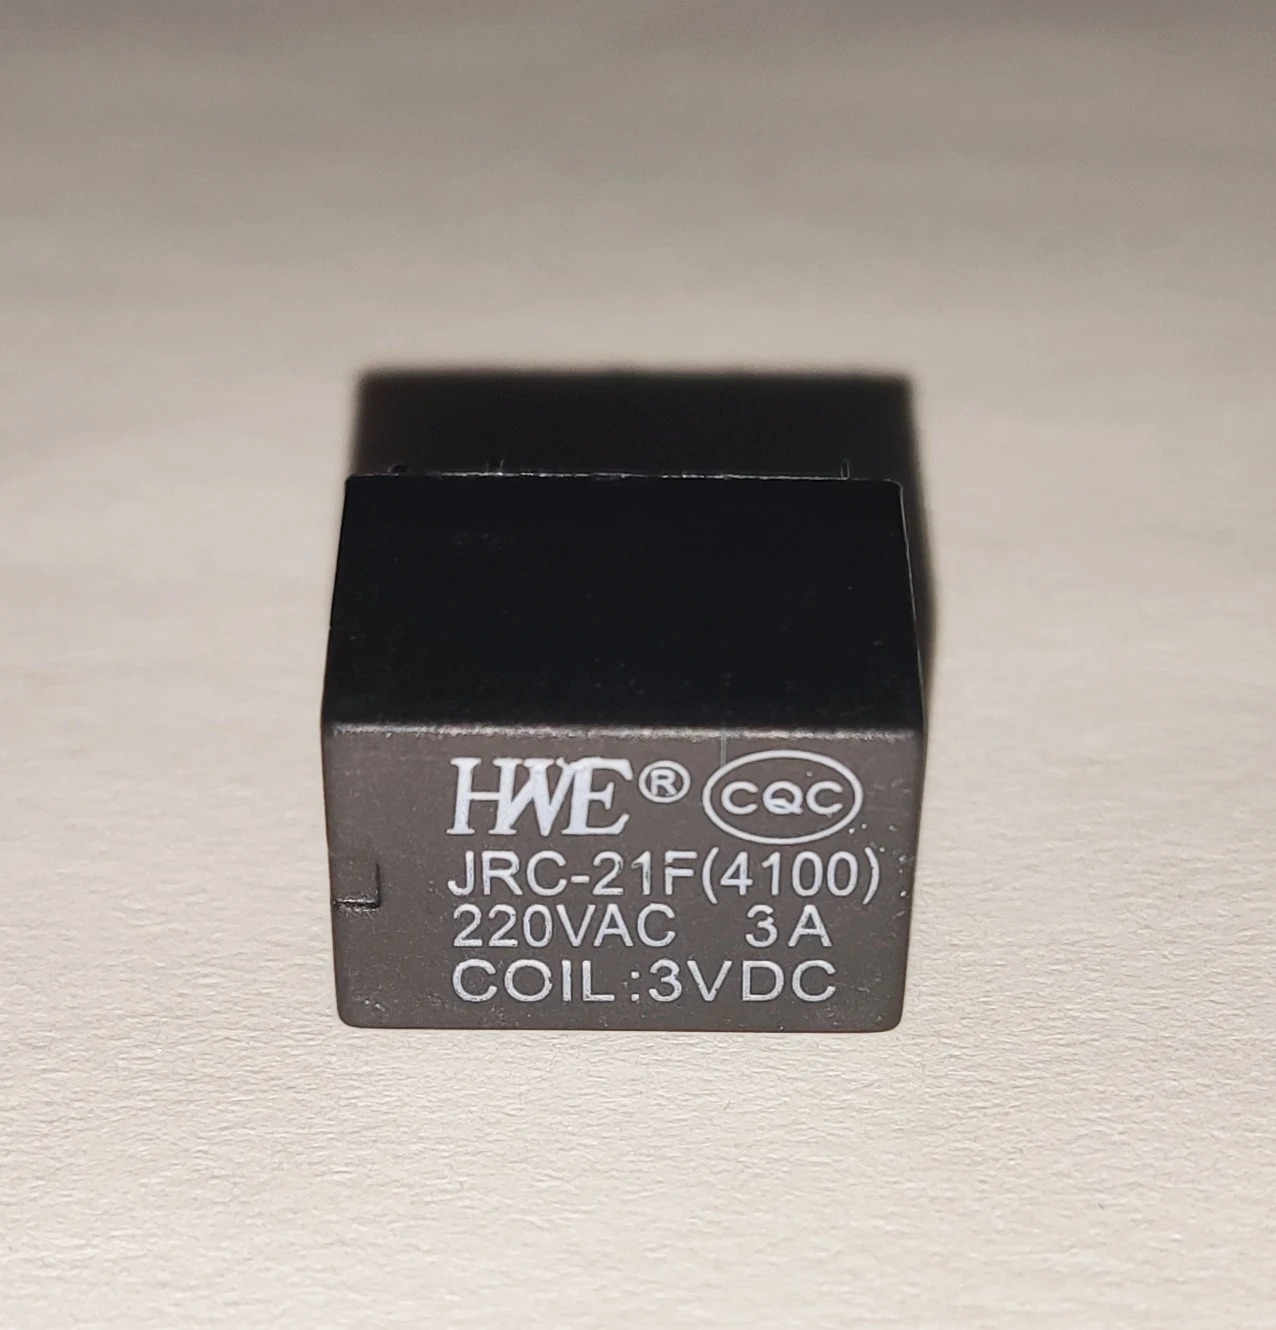 HWE® CQC
JRC-21F(4100)
220VAC 3A
COIL:3VDC